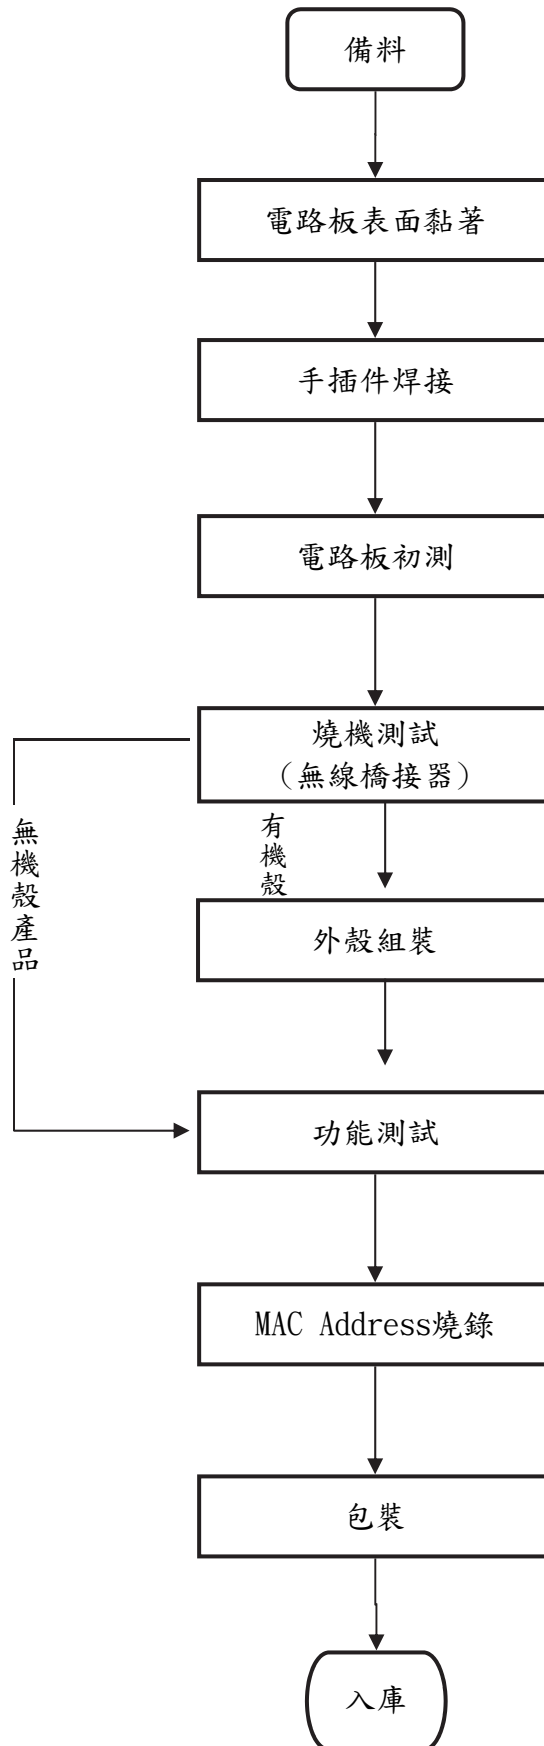 備料
電路板表面黏著
手插件焊接
電路板初測
燒機測試
(無線橋接器)
無機殼產品
有機殼
外殼組裝
功能測試
MAC Address燒錄
包裝
入庫